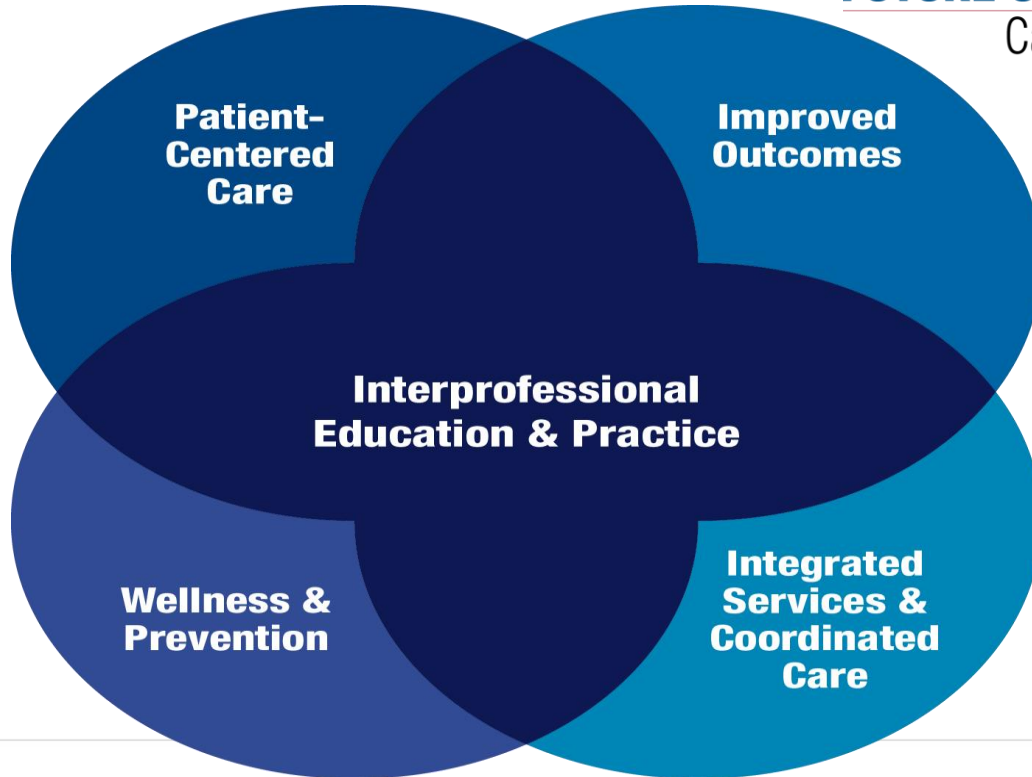 Patient-
Centered
Care
Improved
Outcomes
Interprofessional
Education & Practice
Wellness &
Prevention
Integrated
Services &
Coordinated
Care